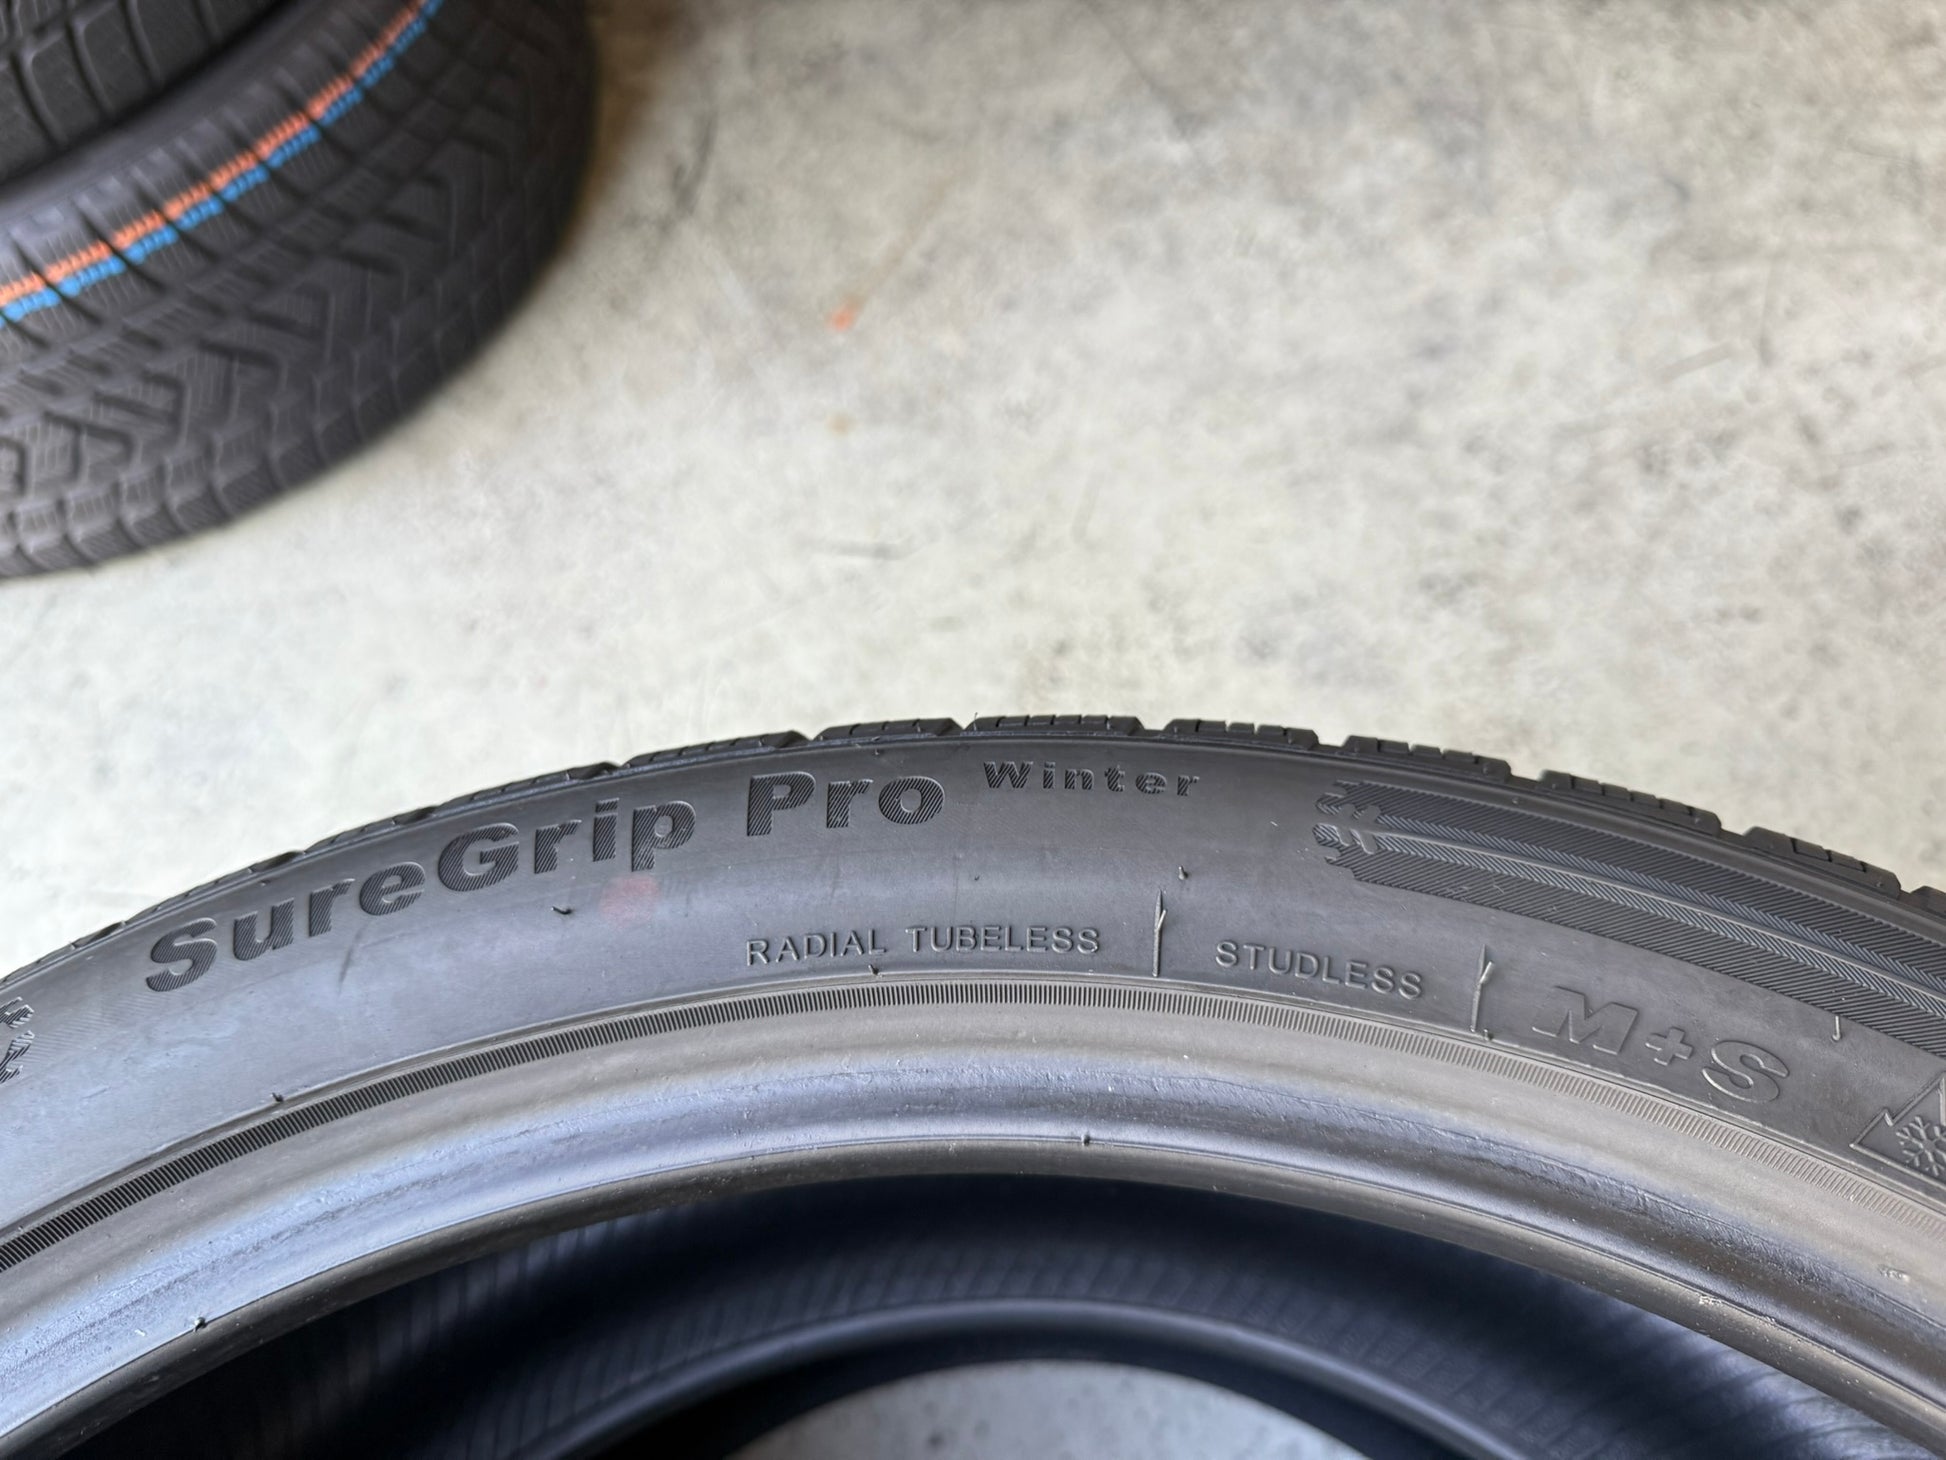 SureGrip Pro Winter
RADIAL TUBELESS | STUDLESS | M+S